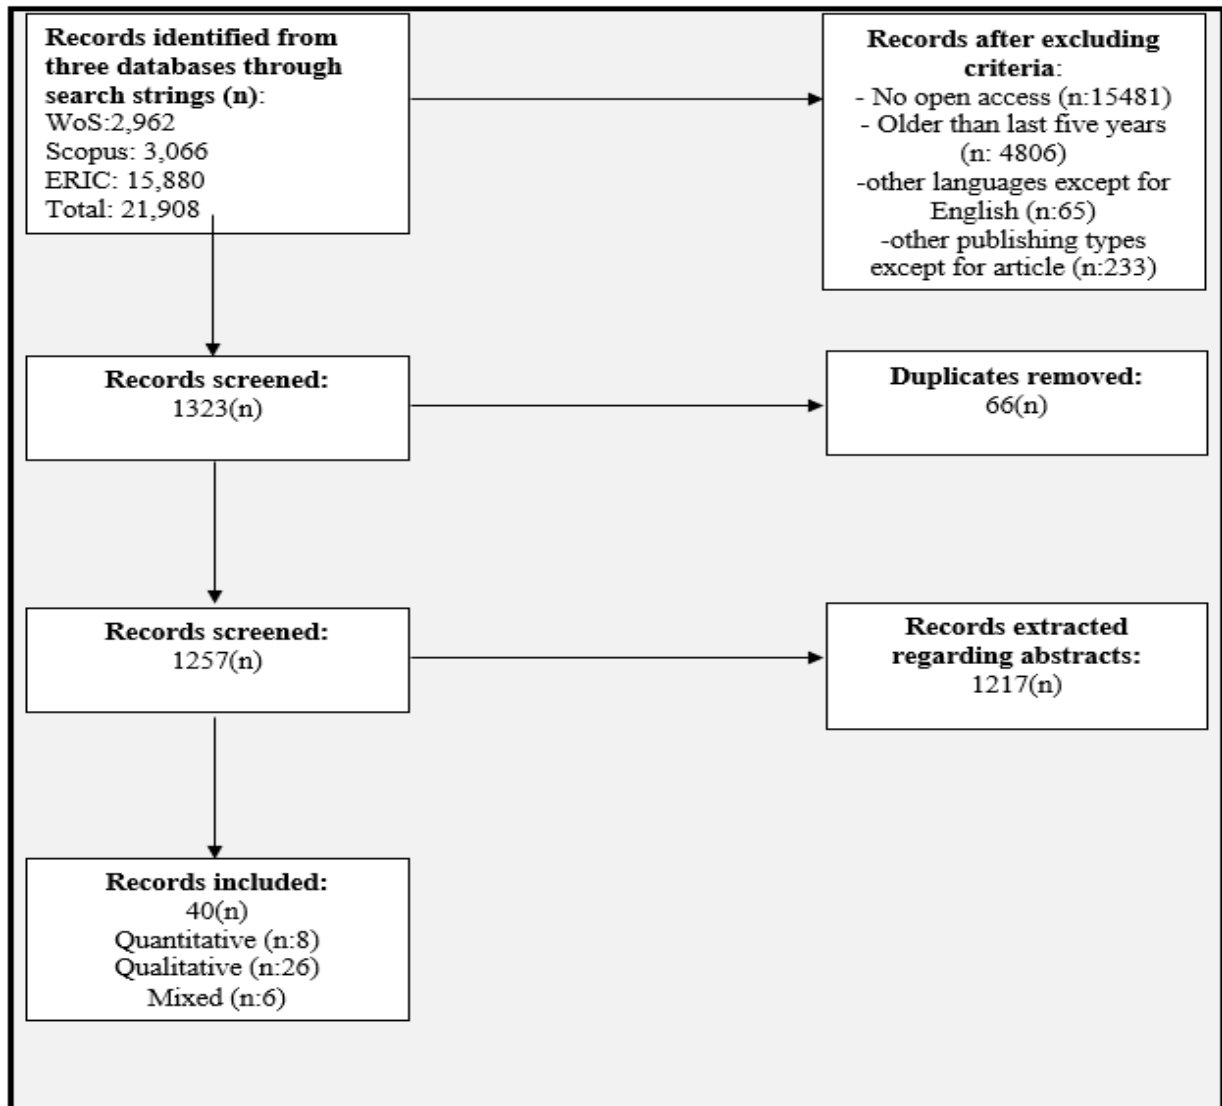 Records identified from
three databases through
search strings (n):
WoS:2,962
Scopus: 3,066
ERIC: 15,880
Total: 21,908
Records after excluding
criteria:
- No open access (n:15481)
- Older than last five years
(n: 4806)
-other languages except for
English (n:65)
-other publishing types
except for article (n:233)
Records screened:
1323(n)
Duplicates removed:
66(n)
Records screened:
1257(n)
Records extracted
regarding abstracts:
1217(n)
Records included:
40(n)
Quantitative (n:8)
Qualitative (n:26)
Mixed (n:6)